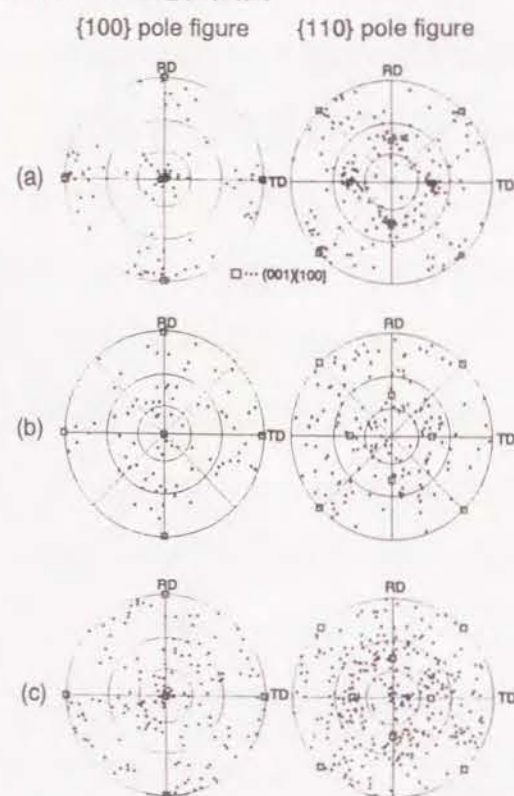 {100} pole figure {110} pole figure
RD RD
(a) TD TD
□··· (001)[100]
RD RD
(b) TD TD
RD RD
(c) TD TD